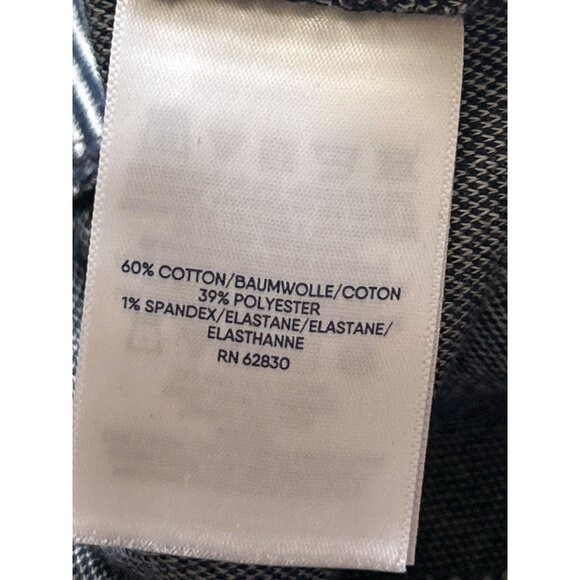 60% COTTON/BAUMWOLLE/COTON
39% POLYESTER
1% SPANDEX/ELASTANE/ELASTANE/
ELASTHANNE
RN 62830